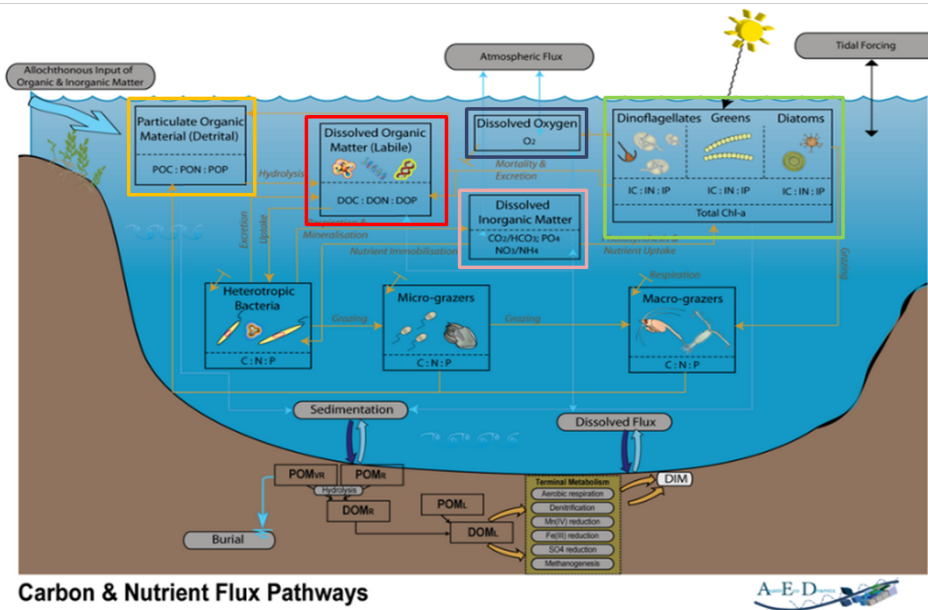 Allochthonous Input of
Organic & Inorganic Matter
Atmospheric Flux
Tidal Forcing
Particulate Organic
Material (Detrital)
POC : PON : POP
Dissolved Organic
Matter (Labile)
DOC : DON : DOP
Dissolved Oxygen
O2
Dinoflagellates
Greens
Diatoms
IC : IN : IP
IC : IN : IP
IC : IN : IP
Total Chl-a
Hydrolysis
Mortality &
Excretion
Dissolved
Inorganic Matter
CO2/HCO3; PO4
NO3/NH4
Excretion
Uptake
Respiration &
Mineralisation
Nutrient Immobilisation
Photosynthesis &
Nutrient Uptake
Grazing
Respiration
Heterotropic
Bacteria
C : N : P
Grazing
Micro-grazers
C : N : P
Grazing
Macro-grazers
C : N : P
Sedimentation
Dissolved Flux
POMVR
POMR
Hydrolysis
DOMR
POML
DOML
Burial
Terminal Metabolism
Aerobic respiration
Denitrification
Mn(IV) reduction
Fe(III) reduction
SO4 reduction
Methanogenesis
DIM
Carbon & Nutrient Flux Pathways